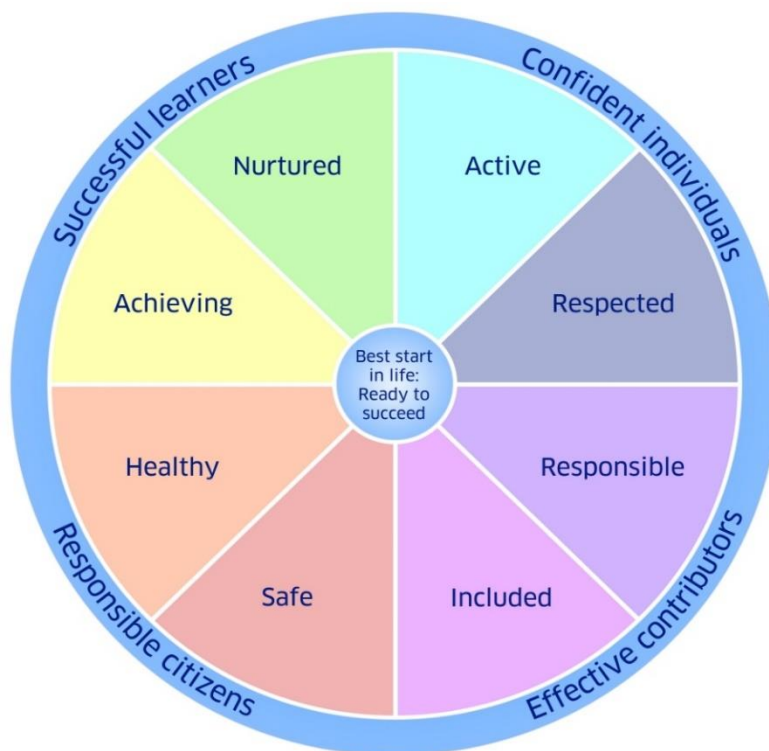 Successful learners
Confident individuals
Nurtured
Active
Achieving
Respected
Best start
in life:
Ready to
succeed
Healthy
Responsible
Safe
Included
Responsible citizens
Effective contributors